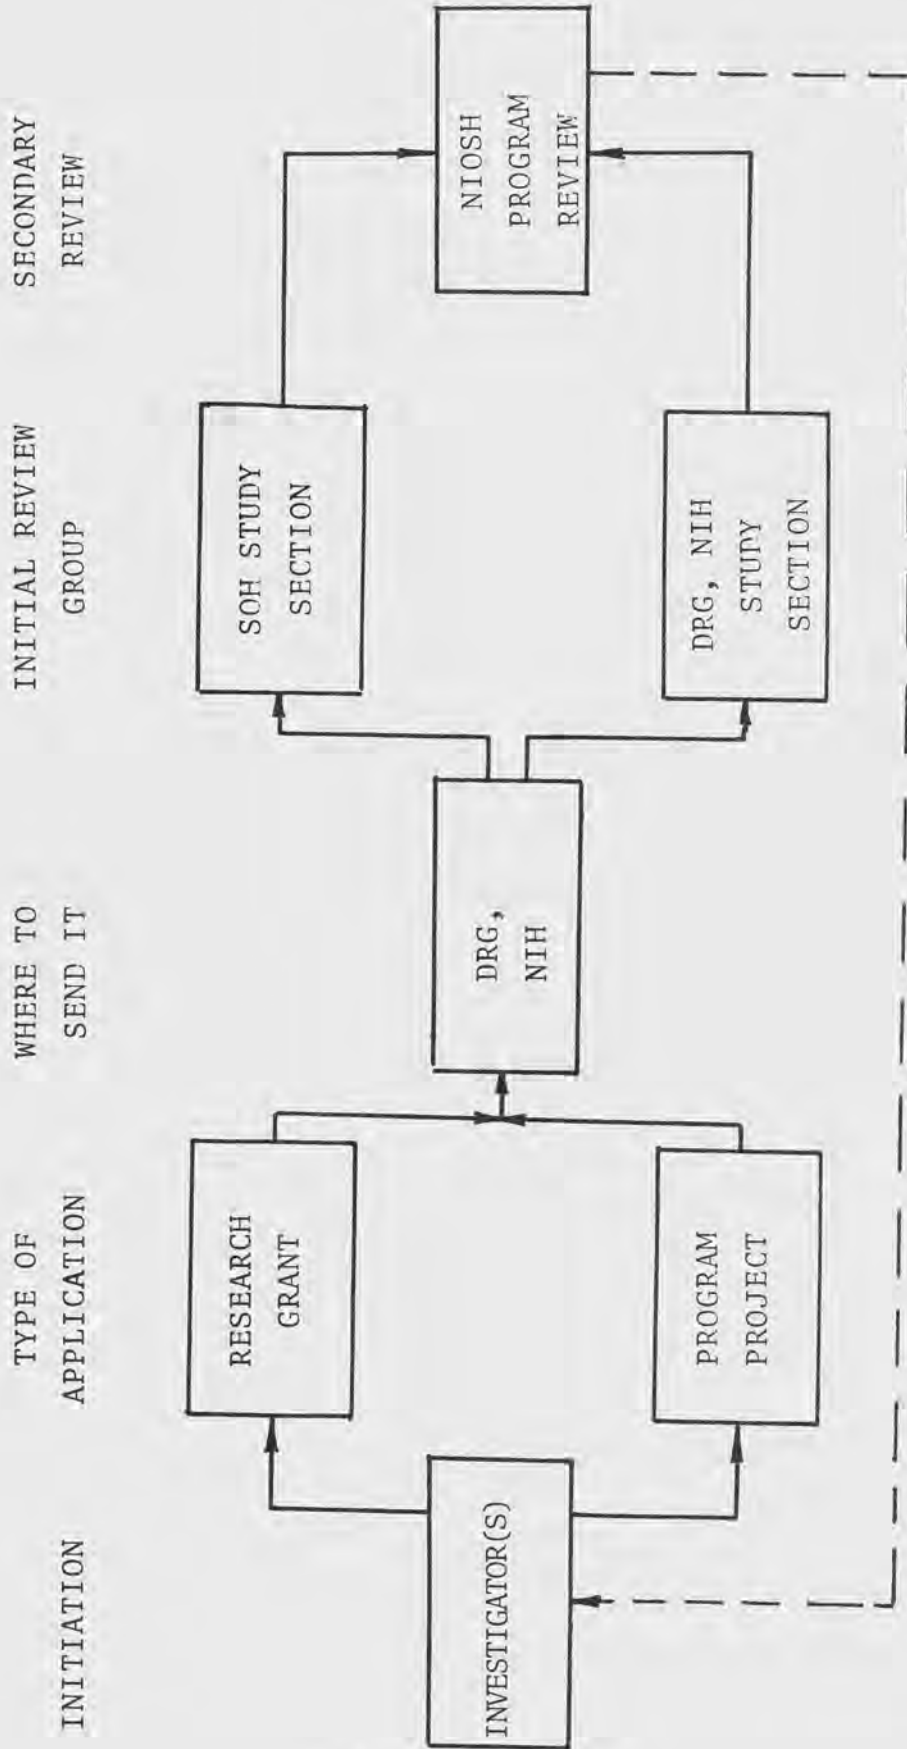 INITIATION
TYPE OF
APPLICATION
WHERE TO
SEND IT
INITIAL REVIEW
GROUP
SECONDARY
REVIEW
INVESTIGATOR(S)
RESEARCH
GRANT
PROGRAM
PROJECT
DRG,
NIH
SOH STUDY
SECTION
DRG, NIH
STUDY
SECTION
NIOSH
PROGRAM
REVIEW